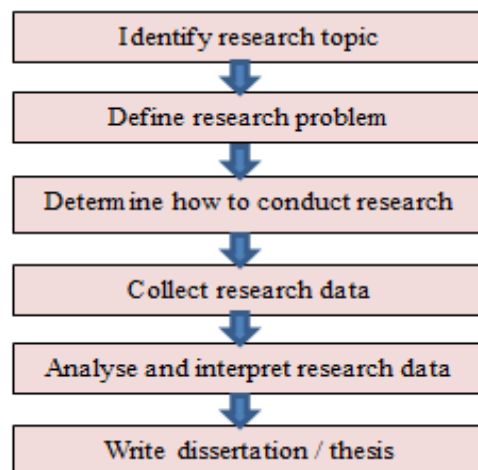 Identify research topic
Define research problem
Determine how to conduct research
Collect research data
Analyse and interpret research data
Write dissertation / thesis